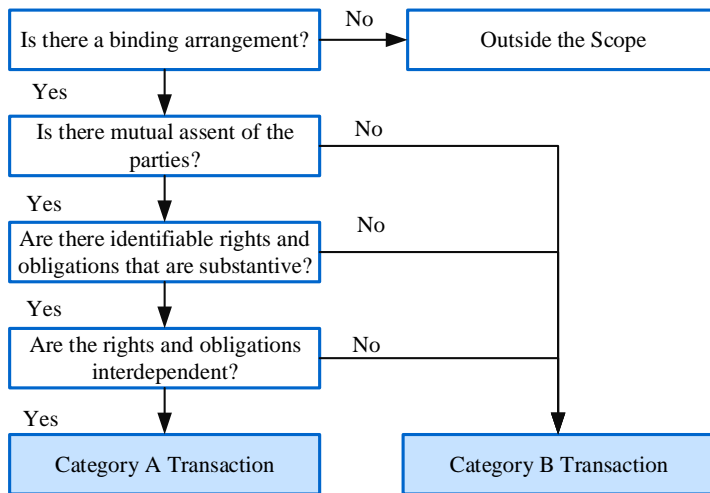 No
Is there a binding arrangement?
Outside the Scope
Yes
Is there mutual assent of the
parties?
No
Yes
Are there identifiable rights and
obligations that are substantive?
No
Yes
Are the rights and obligations
interdependent?
No
Yes
Category A Transaction
Category B Transaction